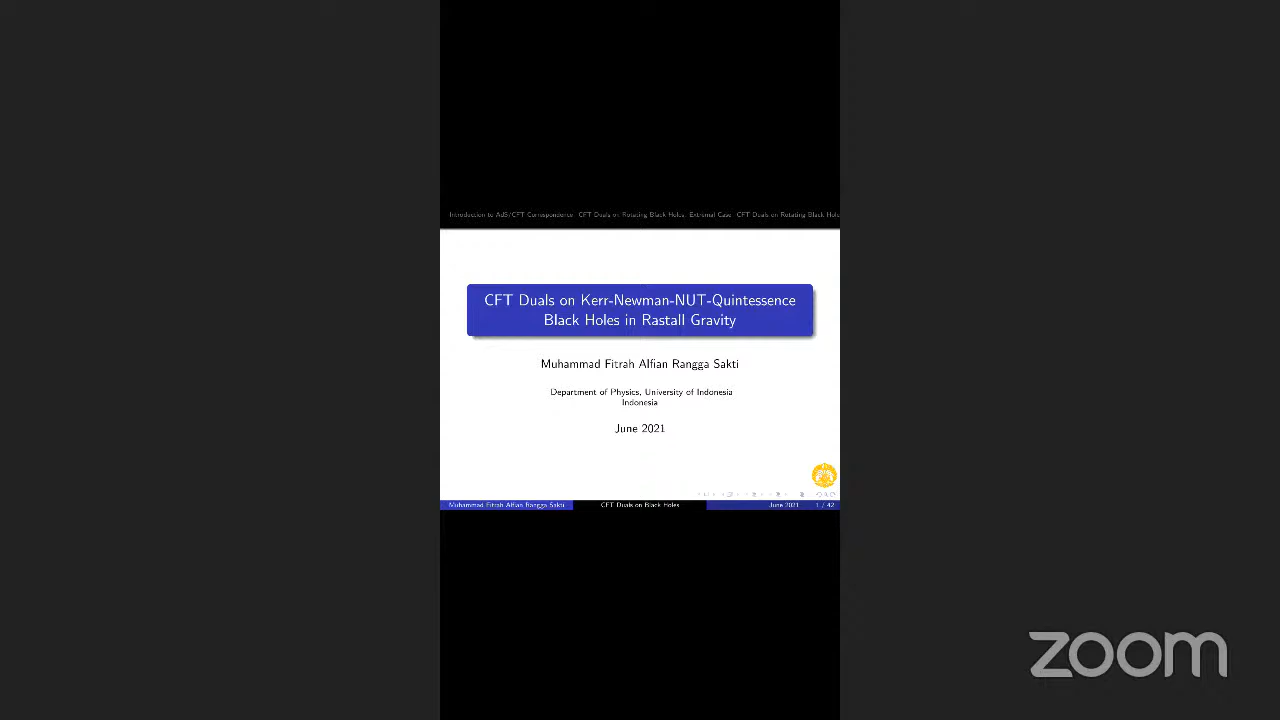 Introduction to AdS/CFT Correspondence CFT Duals on Rotating Black Holes, Extremal Case CFT Duals on Rotating Black Hole
CFT Duals on Kerr-Newman-NUT-Quintessence
Black Holes in Rastall Gravity
Muhammad Fitrah Alfian Rangga Sakti
Department of Physics, University of Indonesia
Indonesia
June 2021
Muhammad Fitrah Alfian Rangga Sakti CFT Duals on Black Holes June 2021 1 / 42
zoom